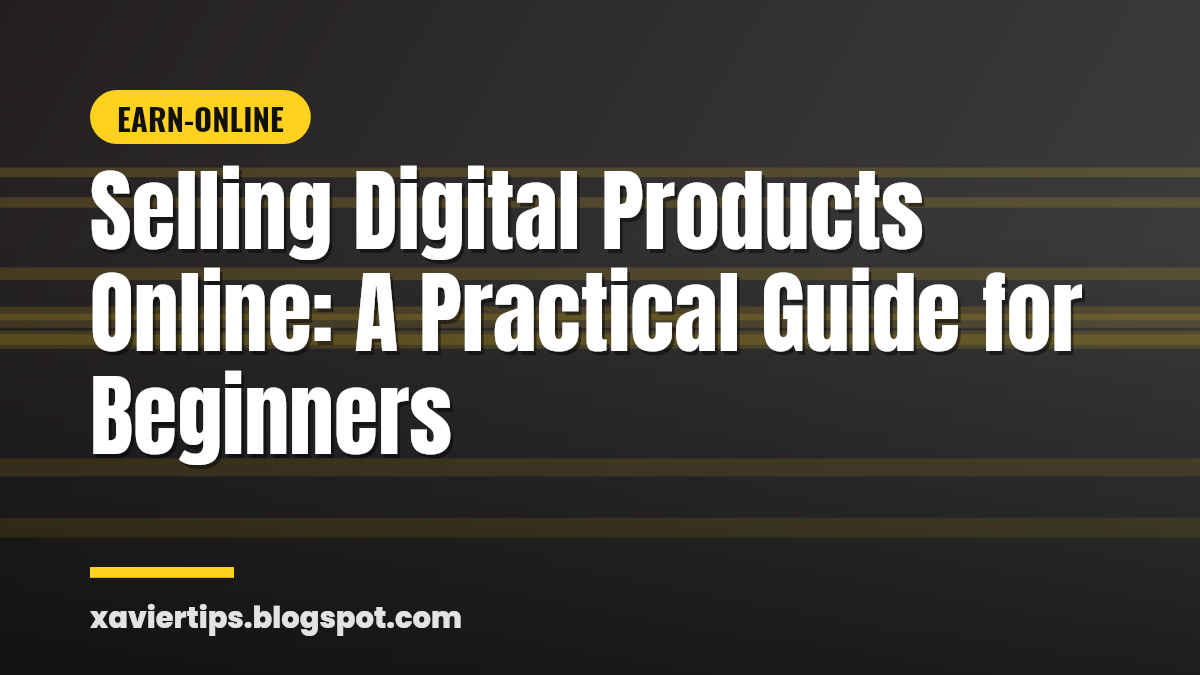 EARN-ONLINE
Selling Digital Products
Online: A Practical Guide for
Beginners
xaviertips.blogspot.com